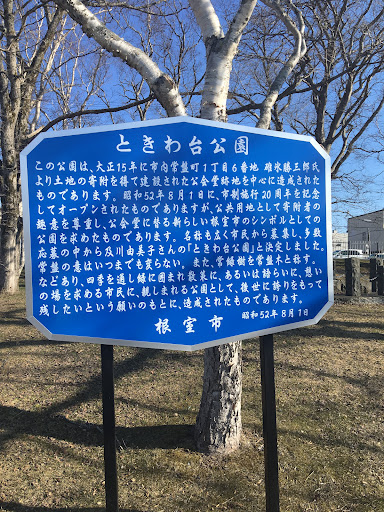 ときわ台公園
この公園は、大正15年に市内常盤町1丁目6番地 碓氷勝三郎氏
より土地の寄附を得て建設された公会堂跡地を中心に造成された
ものであります。昭和52年8月1日に、市制施行20周年を記念
してオープンされたものでありますが、公共用地として寄附者の
趣意を尊重し、公会堂に替る新らしい根室市のシンボルとしての
公園を求めたものであります。名称も広く市民から募集し、多数
応募の中から及川由美子さんの「ときわ台公園」と決定しました。
常盤の意はいつまでも変らない。また、常緑樹を常盤木とも称す。
などあり、四季を通し緑に囲まれ散策に、あるいは語らいに、憩い
の場を求める市民に、親しまれる公園として、後世に誇りをもって
残したいという願いのもとに、造成されたものであります。
根室市 昭和52年8月1日